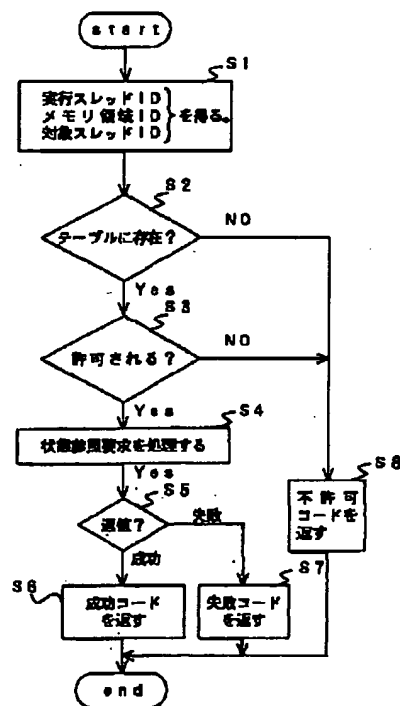 start
S1
実行スレッドID
メモリ領域ID
対象スレッドID
を得る。
S2
テーブルに存在?
NO
Yes
S3
許可される?
NO
Yes
S4
状態参照要求を処理する
Yes
S5
返値?
失敗
成功
S8
不許可
コードを
返す
S6
成功コード
を返す
S7
失敗コード
を返す
end